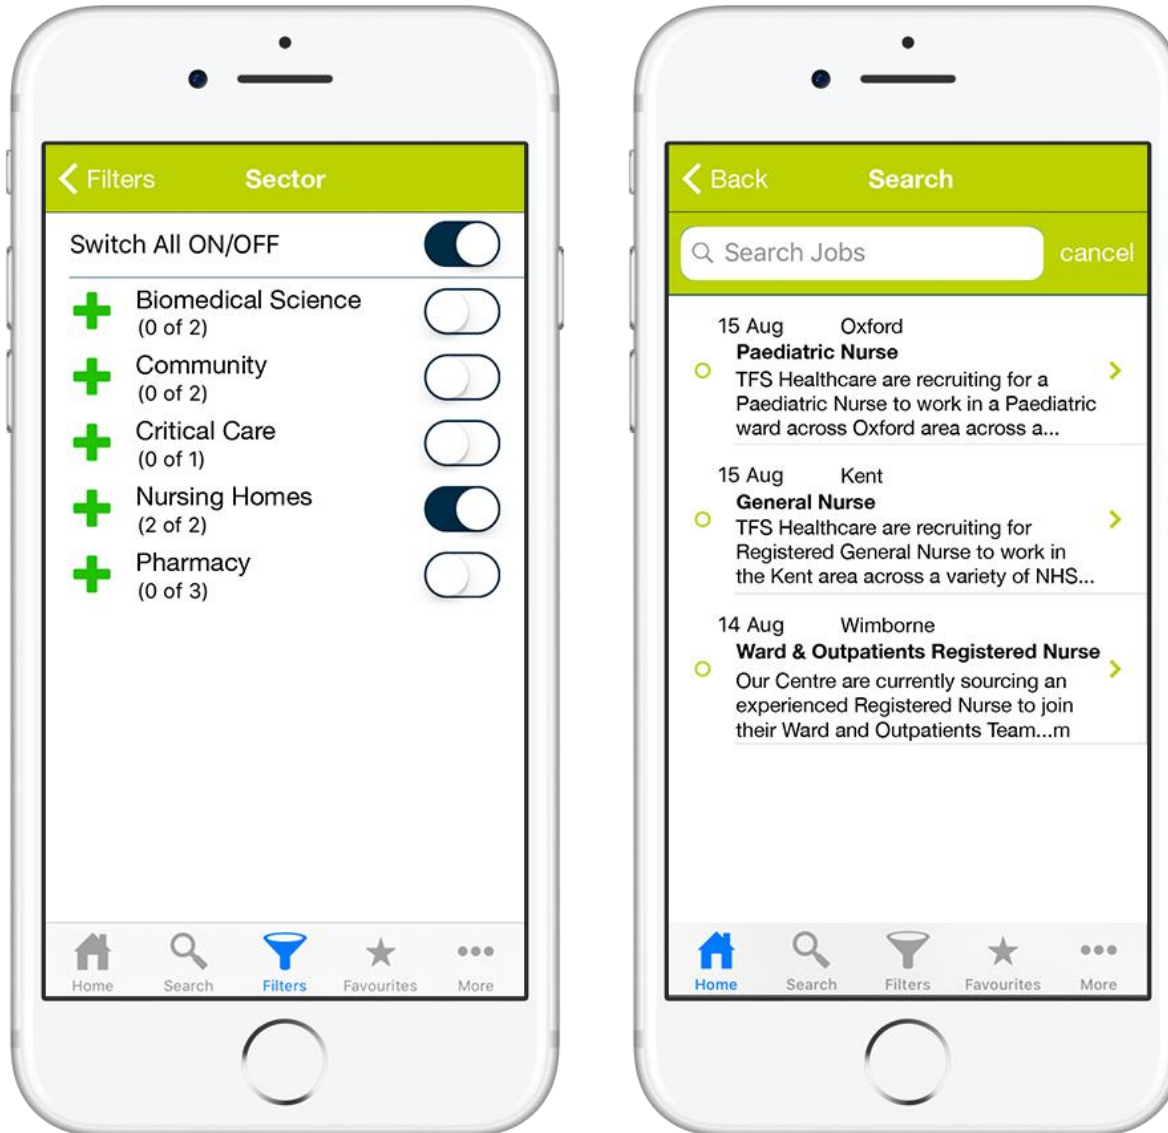 Filters Sector
Switch All ON/OFF
Biomedical Science
(0 of 2)
Community
(0 of 2)
Critical Care
(0 of 1)
Nursing Homes
(2 of 2)
Pharmacy
(0 of 3)
Home Search Filters Favourites More
Back Search
Search Jobs cancel
15 Aug Oxford
Paediatric Nurse
TFS Healthcare are recruiting for a
Paediatric Nurse to work in a Paediatric
ward across Oxford area across a...
15 Aug Kent
General Nurse
TFS Healthcare are recruiting for
Registered General Nurse to work in
the Kent area across a variety of NHS...
14 Aug Wimborne
Ward & Outpatients Registered Nurse
Our Centre are currently sourcing an
experienced Registered Nurse to join
their Ward and Outpatients Team...m
Home Search Filters Favourites More